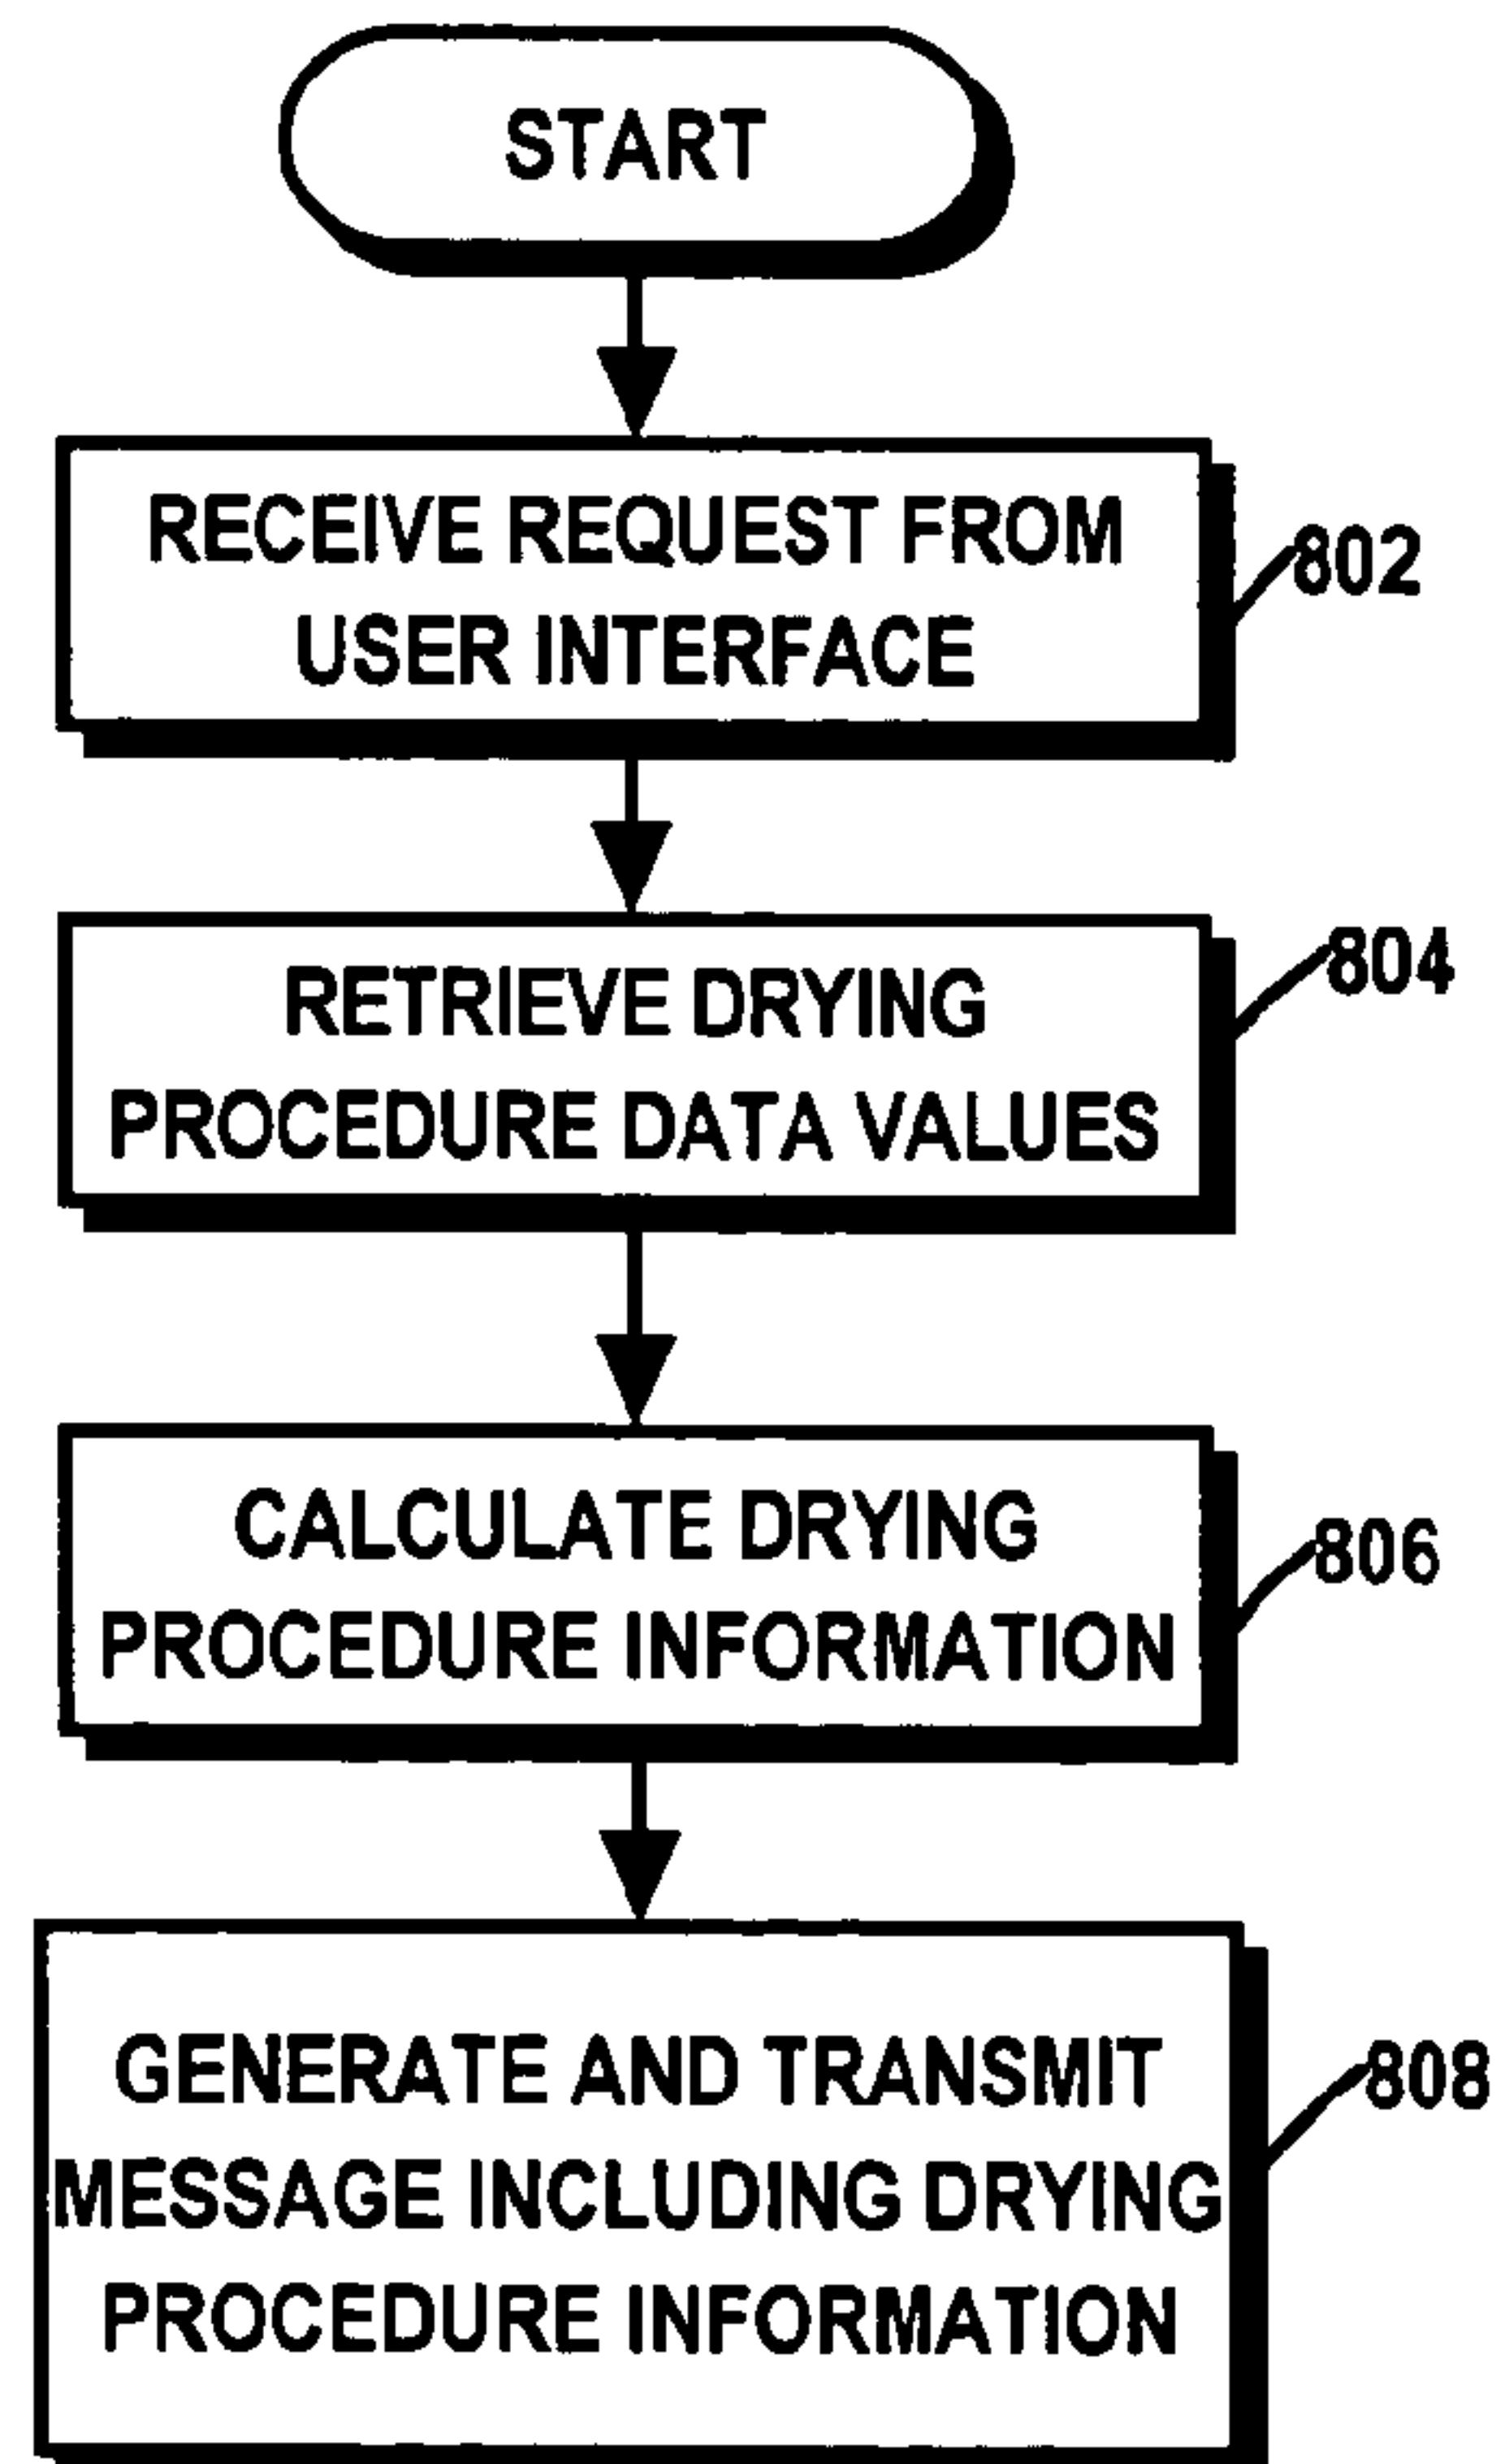 START
RECEIVE REQUEST FROM
USER INTERFACE
802
RETRIEVE DRYING
PROCEDURE DATA VALUES
804
CALCULATE DRYING
PROCEDURE INFORMATION
806
GENERATE AND TRANSMIT
MESSAGE INCLUDING DRYING
PROCEDURE INFORMATION
808